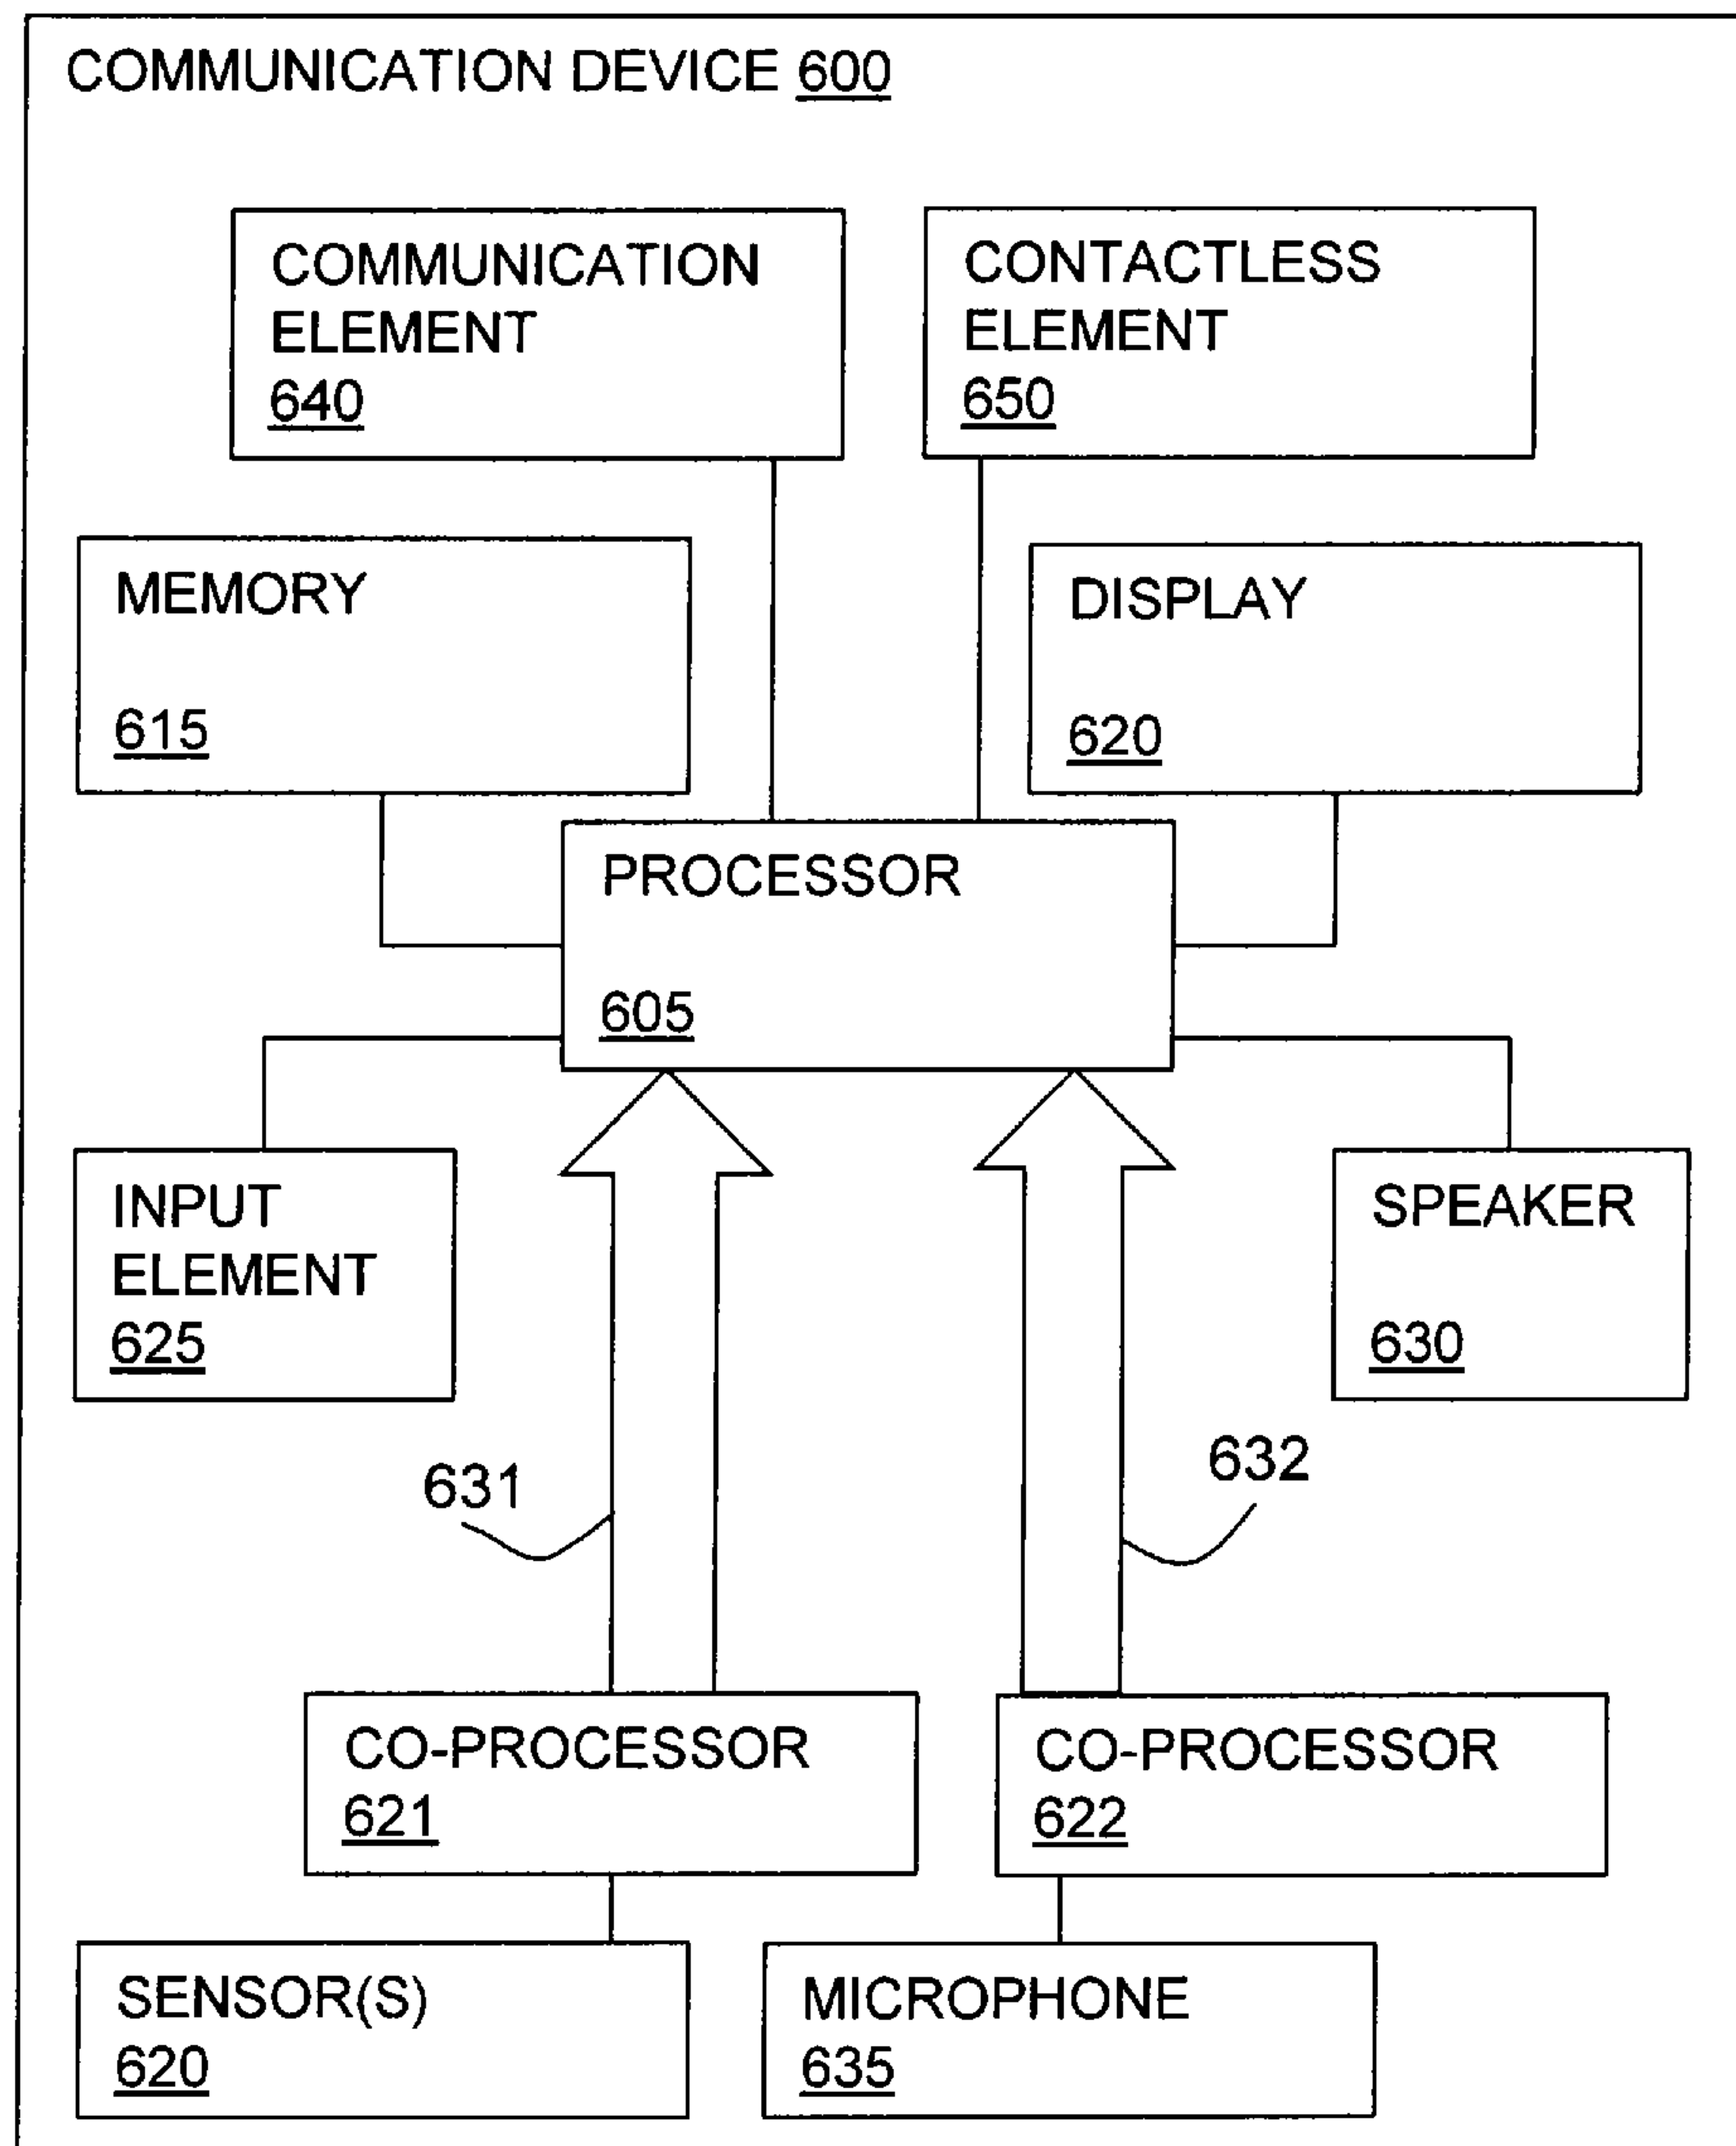 COMMUNICATION DEVICE 600
COMMUNICATION
ELEMENT
640
CONTACTLESS
ELEMENT
650
MEMORY
615
DISPLAY
620
PROCESSOR
605
INPUT
ELEMENT
625
SPEAKER
630
631
632
CO-PROCESSOR
621
CO-PROCESSOR
622
SENSOR(S)
620
MICROPHONE
635